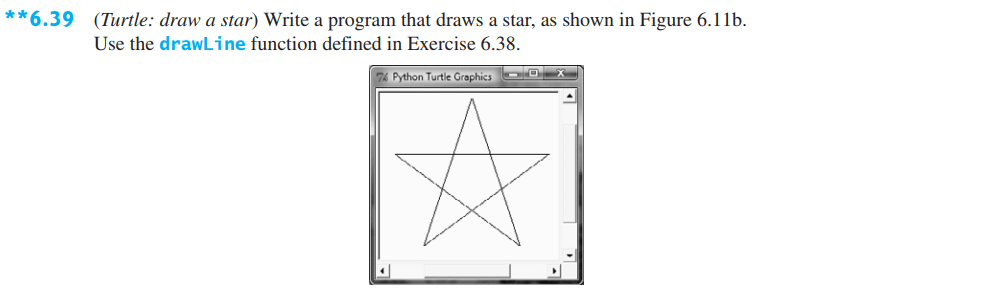 **6.39 (Turtle: draw a star) Write a program that draws a star, as shown in Figure 6.11b.
Use the drawLine function defined in Exercise 6.38.
Python Turtle Graphics